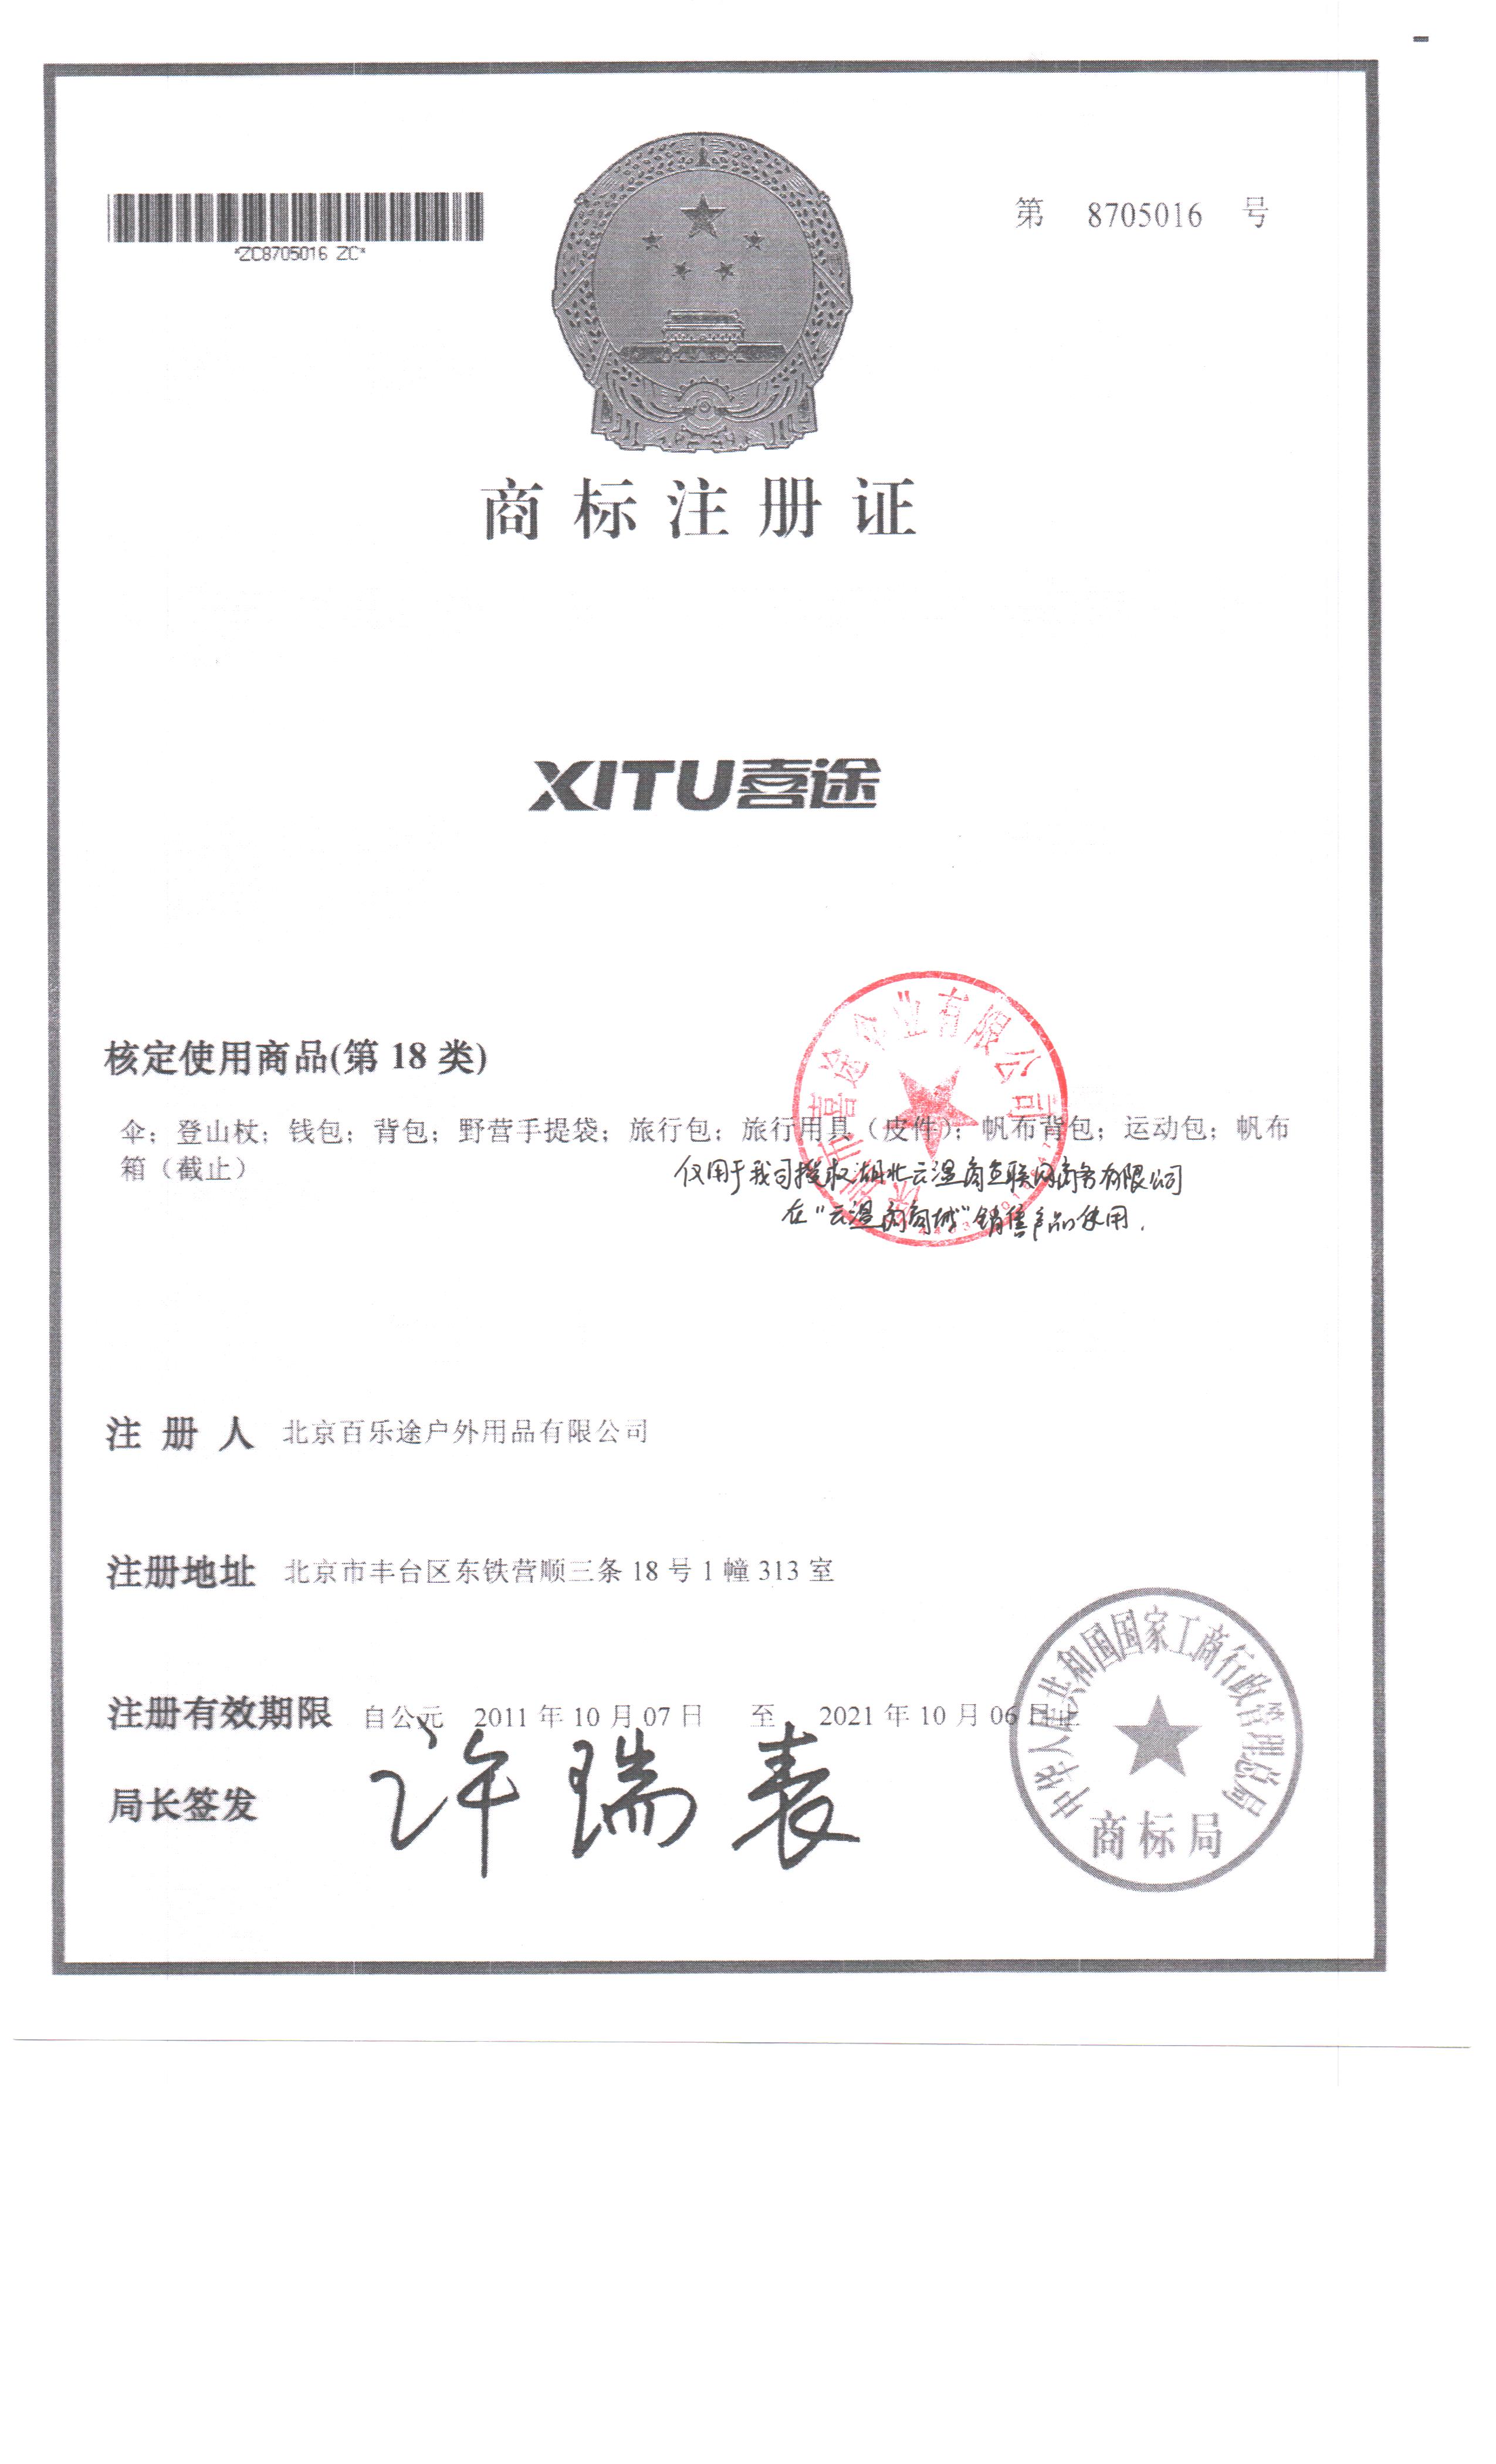 第 8705016 号
*ZC8705016 ZC*
商标注册证
XITU喜途
核定使用商品(第 18 类)
伞；登山杖；钱包；背包；野营手提袋；旅行包；旅行用具（皮件）；帆布背包；运动包；帆布
箱（截止）
深圳市喜途企业有限公司
仅用于我司授权湖北云温商互联网商务有限公司
在“云温商商城”销售产品使用.
注 册 人 北京百乐途户外用品有限公司
注册地址 北京市丰台区东铁营顺三条 18 号 1 幢 313 室
注册有效期限 自公元 2011 年 10 月 07 日 至 2021 年 10 月 06 日止
局长签发 许瑞表
中华人民共和国国家工商行政管理总局
商标局